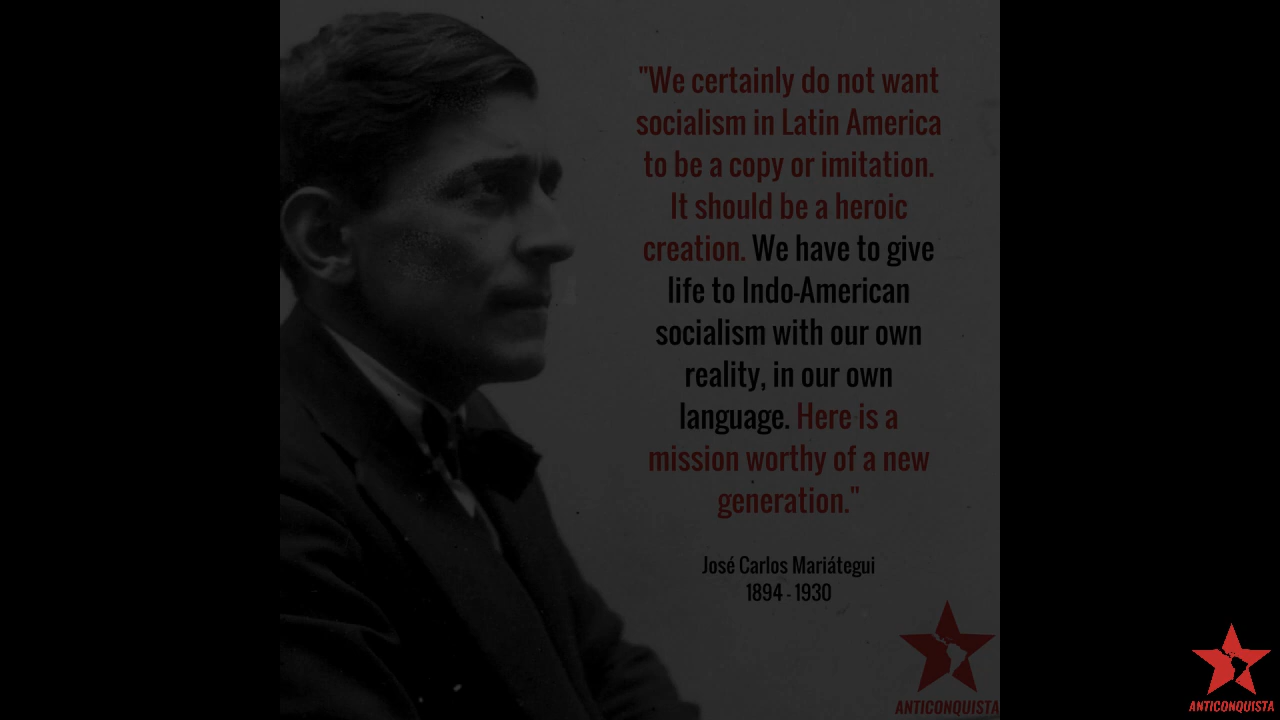 "We certainly do not want
socialism in Latin America
to be a copy or imitation.
It should be a heroic
creation. We have to give
life to Indo-American
socialism with our own
reality, in our own
language. Here is a
mission worthy of a new
generation."
José Carlos Mariátegui
1894 - 1930
ANTICONQUISTA
ANTICONQUISTA